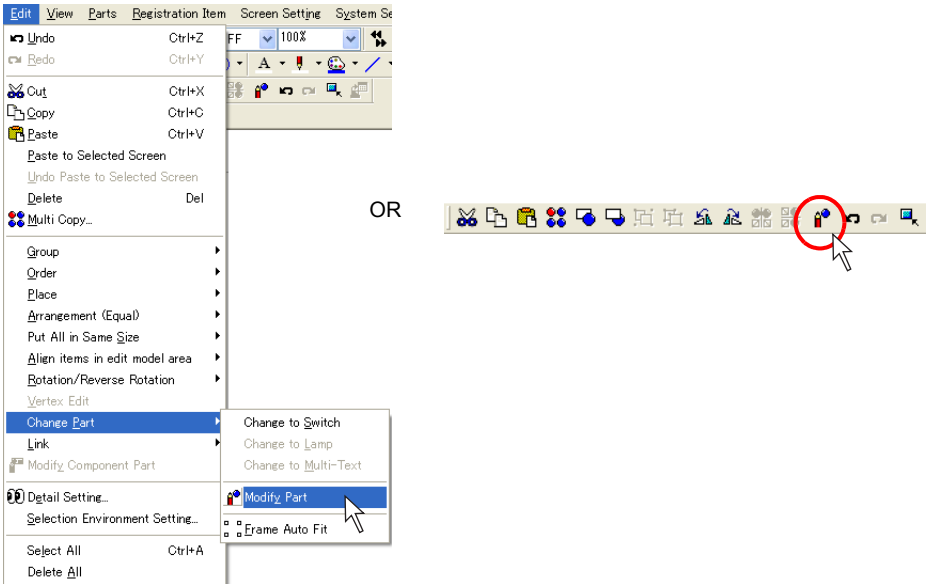 Edit View Parts Registration Item Screen Setting System Se
Undo Ctrl+Z
FF 100%
Redo Ctrl+Y
A
Cut Ctrl+X
Copy Ctrl+C
Paste Ctrl+V
Paste to Selected Screen
Undo Paste to Selected Screen
Delete Del
Multi Copy...
OR
Group
Order
Place
Arrangement (Equal)
Put All in Same Size
Align items in edit model area
Rotation/Reverse Rotation
Vertex Edit
Change Part
Change to Switch
Link
Change to Lamp
Modify Component Part
Change to Multi-Text
Detail Setting...
Modify Part
Selection Environment Setting...
Frame Auto Fit
Select All Ctrl+A
Delete All